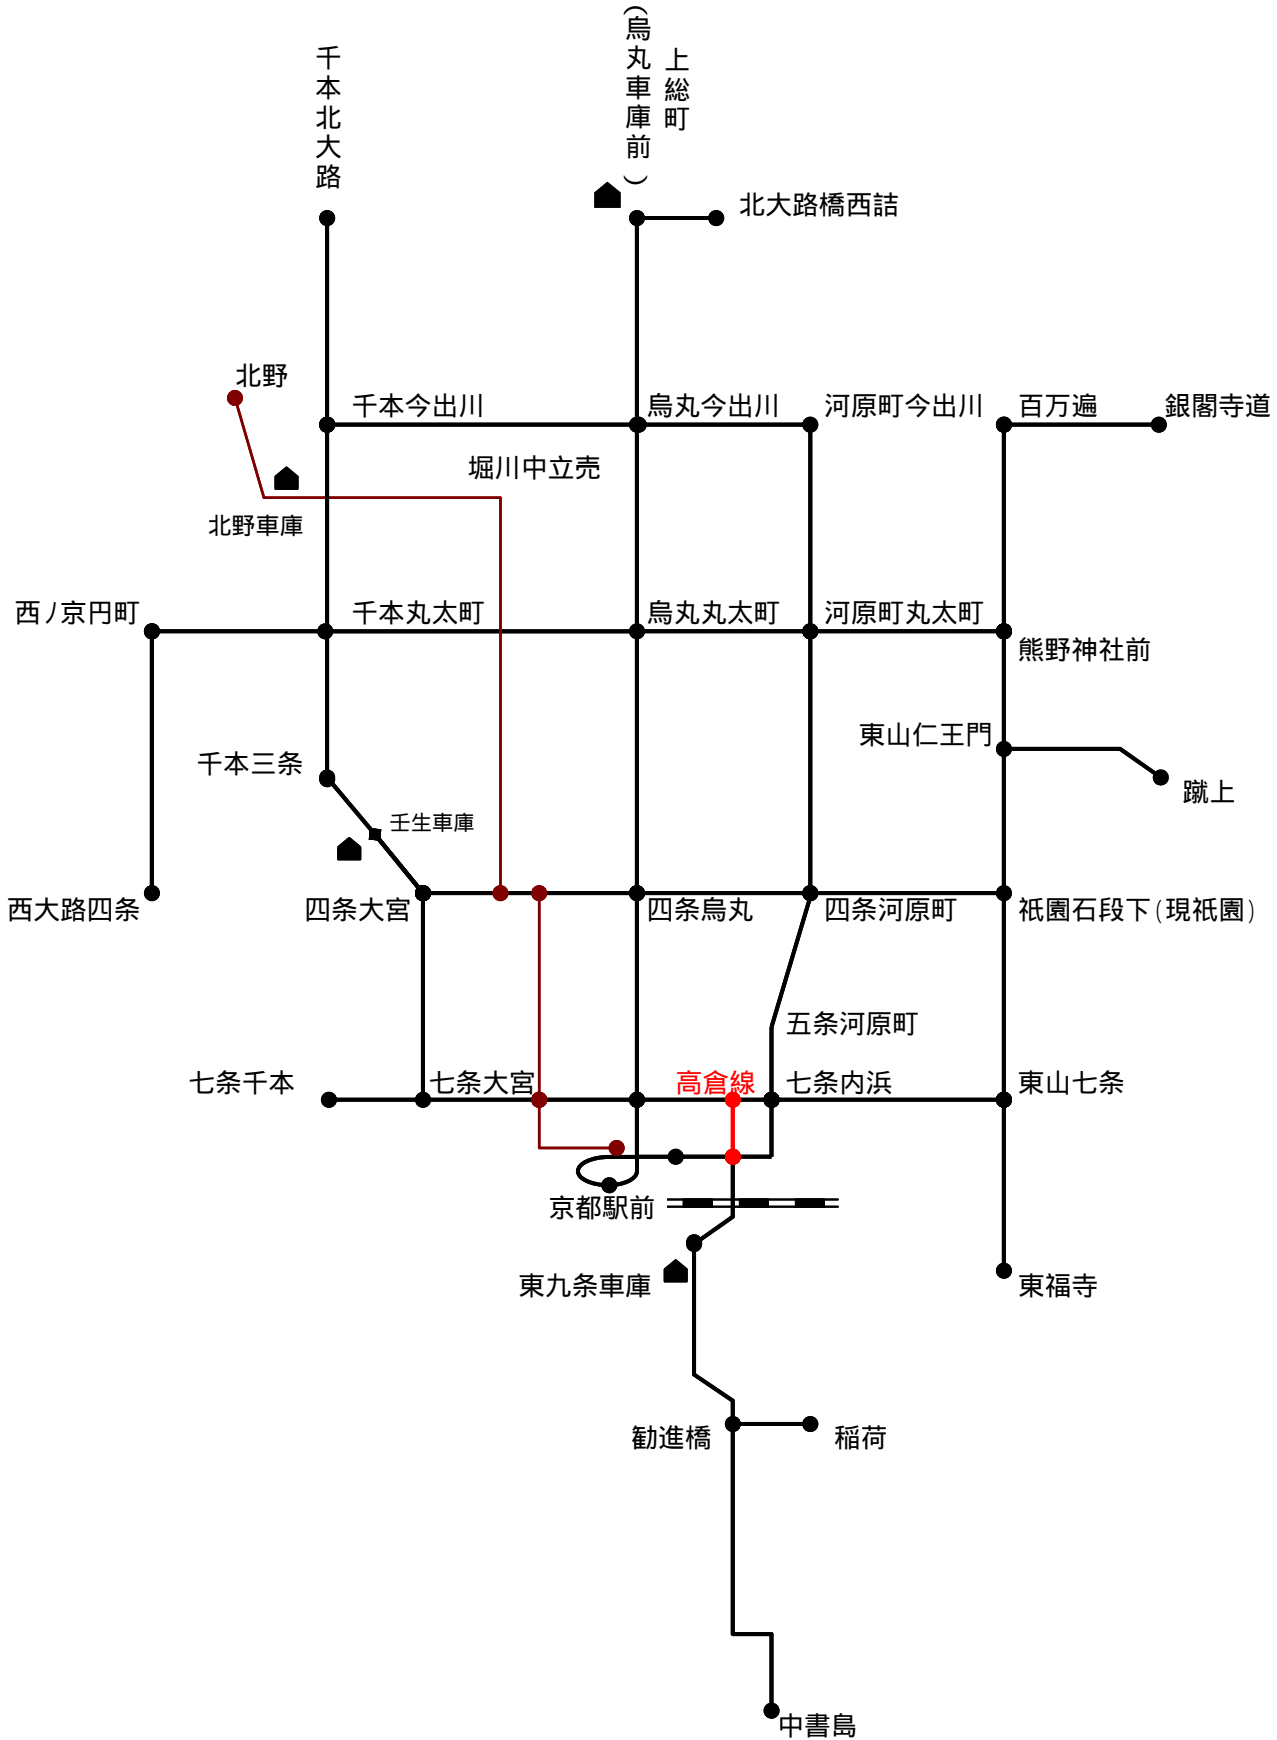 千本北大路
(烏丸車庫前)
上総町
北大路橋西詰
北野
千本今出川
烏丸今出川
河原町今出川
百万遍
銀閣寺道
堀川中立売
北野車庫
西ノ京円町
千本丸太町
烏丸丸太町
河原町丸太町
熊野神社前
東山仁王門
千本三条
蹴上
壬生車庫
西大路四条
四条大宮
四条烏丸
四条河原町
祇園石段下(現祇園)
五条河原町
七条千本
七条大宮
高倉線
七条内浜
東山七条
京都駅前
東九条車庫
東福寺
勧進橋
稲荷
中書島